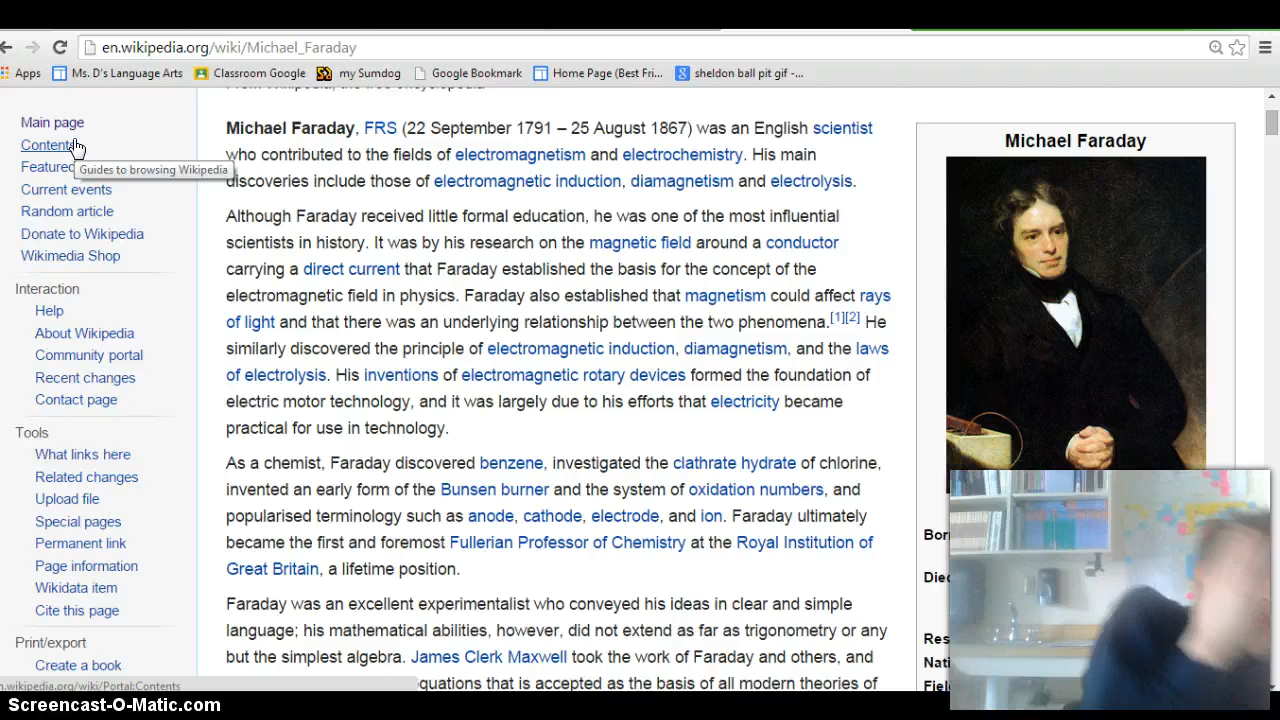 en.wikipedia.org/wiki/Michael_Faraday
Apps Ms. D's Language Arts Classroom Google my Sumdog Google Bookmark Home Page (Best Fri... sheldon ball pit gif -...
Main page
Contents
Featured
Guides to browsing Wikipedia
Current events
Random article
Donate to Wikipedia
Wikimedia Shop
Interaction
Help
About Wikipedia
Community portal
Recent changes
Contact page
Tools
What links here
Related changes
Upload file
Special pages
Permanent link
Page information
Wikidata item
Cite this page
Print/export
Create a book
n.wikipedia.org/wiki/Portal:Contents
From Wikipedia, the free encyclopedia
Michael Faraday, FRS (22 September 1791 – 25 August 1867) was an English scientist
who contributed to the fields of electromagnetism and electrochemistry. His main
discoveries include those of electromagnetic induction, diamagnetism and electrolysis.
Although Faraday received little formal education, he was one of the most influential
scientists in history. It was by his research on the magnetic field around a conductor
carrying a direct current that Faraday established the basis for the concept of the
electromagnetic field in physics. Faraday also established that magnetism could affect rays
of light and that there was an underlying relationship between the two phenomena.[1][2] He
similarly discovered the principle of electromagnetic induction, diamagnetism, and the laws
of electrolysis. His inventions of electromagnetic rotary devices formed the foundation of
electric motor technology, and it was largely due to his efforts that electricity became
practical for use in technology.
As a chemist, Faraday discovered benzene, investigated the clathrate hydrate of chlorine,
invented an early form of the Bunsen burner and the system of oxidation numbers, and
popularised terminology such as anode, cathode, electrode, and ion. Faraday ultimately
became the first and foremost Fullerian Professor of Chemistry at the Royal Institution of
Great Britain, a lifetime position.
Faraday was an excellent experimentalist who conveyed his ideas in clear and simple
language; his mathematical abilities, however, did not extend as far as trigonometry or any
but the simplest algebra. James Clerk Maxwell took the work of Faraday and others, and
equations that is accepted as the basis of all modern theories of
Michael Faraday
Bor
Died
Res
Nati
Fiel
Screencast-O-Matic.com